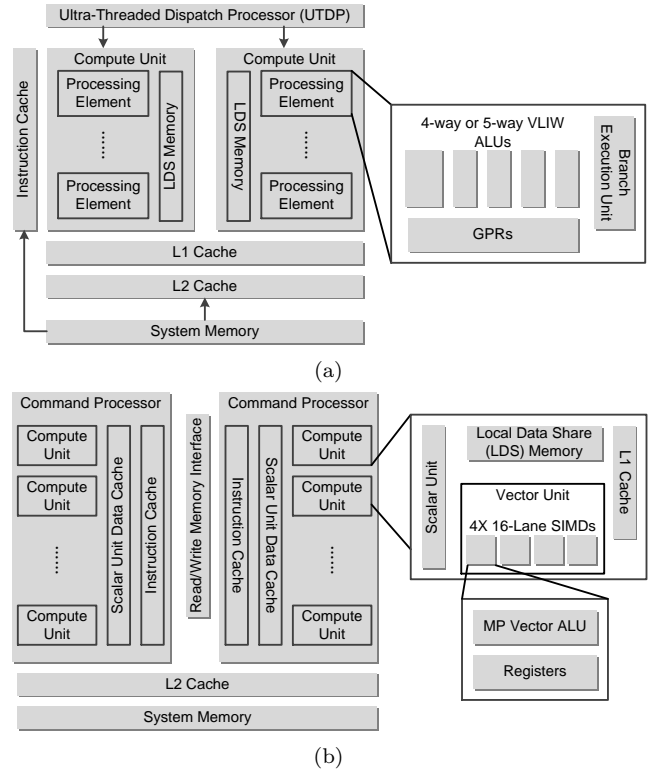 Ultra-Threaded Dispatch Processor (UTDP)
Instruction Cache
Compute Unit
Processing
Element
......
Processing
Element
LDS Memory
Compute Unit
LDS Memory
Processing
Element
......
Processing
Element
4-way or 5-way VLIW
ALUs
Branch
Execution Unit
GPRs
L1 Cache
L2 Cache
System Memory
(a)
Command Processor
Compute
Unit
Compute
Unit
......
Compute
Unit
Scalar Unit Data Cache
Instruction Cache
Read/Write Memory Interface
Command Processor
Instruction Cache
Scalar Unit Data Cache
Compute
Unit
Compute
Unit
......
Compute
Unit
Scalar Unit
Local Data Share
(LDS) Memory
L1 Cache
Vector Unit
4X 16-Lane SIMDs
MP Vector ALU
Registers
L2 Cache
System Memory
(b)